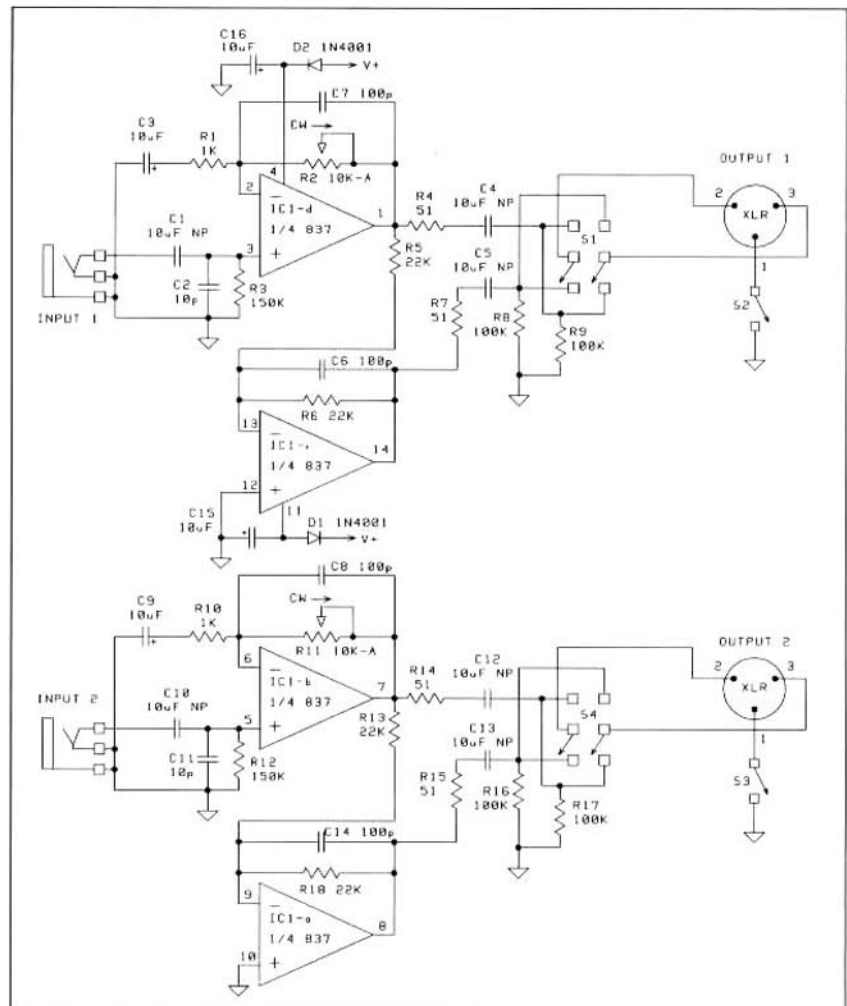 C16
10uF
D2 1N4001
V+
C7 100p
CW
R2 10K-A
C3
10uF
R1
1K
4
2
−
IC1-d
1/4 837
+
3
1
C1
10uF NP
C2
10p
R3
150K
INPUT 1
R4
51
C4
10uF NP
R5
22K
C5
10uF NP
R7
51
R8
100K
R9
100K
S1
OUTPUT 1
2
3
XLR
1
S2
C6 100p
R6 22K
13
−
1/4 837
12
+
14
11
C15
10uF
D1 1N4001
V+
C8 100p
CW
R11 10K-A
C9
10uF
R10
1K
6
−
IC1-b
1/4 837
5
+
7
INPUT 2
C10
10uF NP
C11
10p
R12
150K
R14
51
C12
10uF NP
R13
22K
C13
10uF NP
R15
51
R16
100K
R17
100K
S4
OUTPUT 2
2
3
XLR
1
S3
C14 100p
R18 22K
9
−
IC1-a
1/4 837
10
+
8